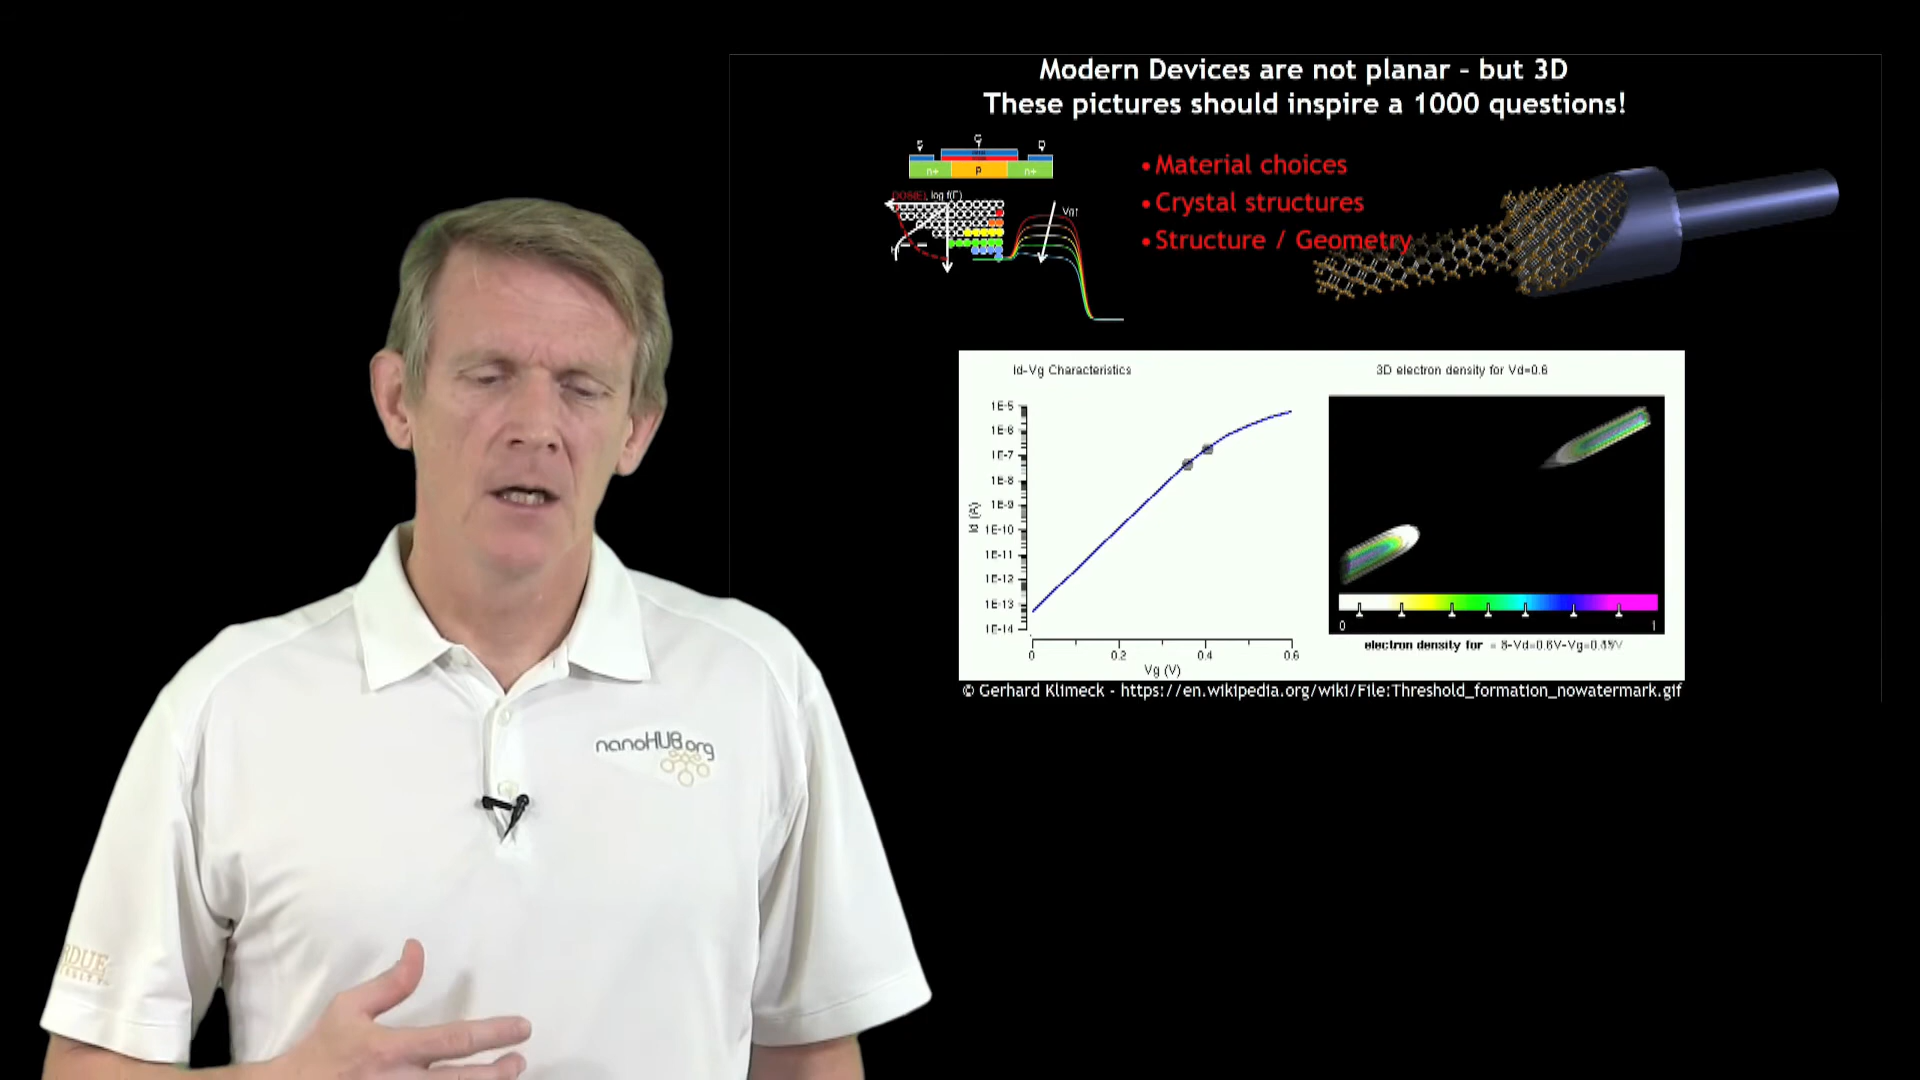 Modern Devices are not planar – but 3D
These pictures should inspire a 1000 questions!
S G D
n+ p n+
DOS(E), log f(E)
Vgt
• Material choices
• Crystal structures
• Structure / Geometry
Id-Vg Characteristics
1E-5
1E-6
1E-7
1E-8
1E-9
1E-10
1E-11
1E-12
1E-13
1E-14
Id (A)
0 0.2 0.4 0.6
Vg (V)
3D electron density for Vd=0.6
0 1
electron density for
© Gerhard Klimeck - https://en.wikipedia.org/wiki/File:Threshold_formation_nowatermark.gif
nanoHUB.org